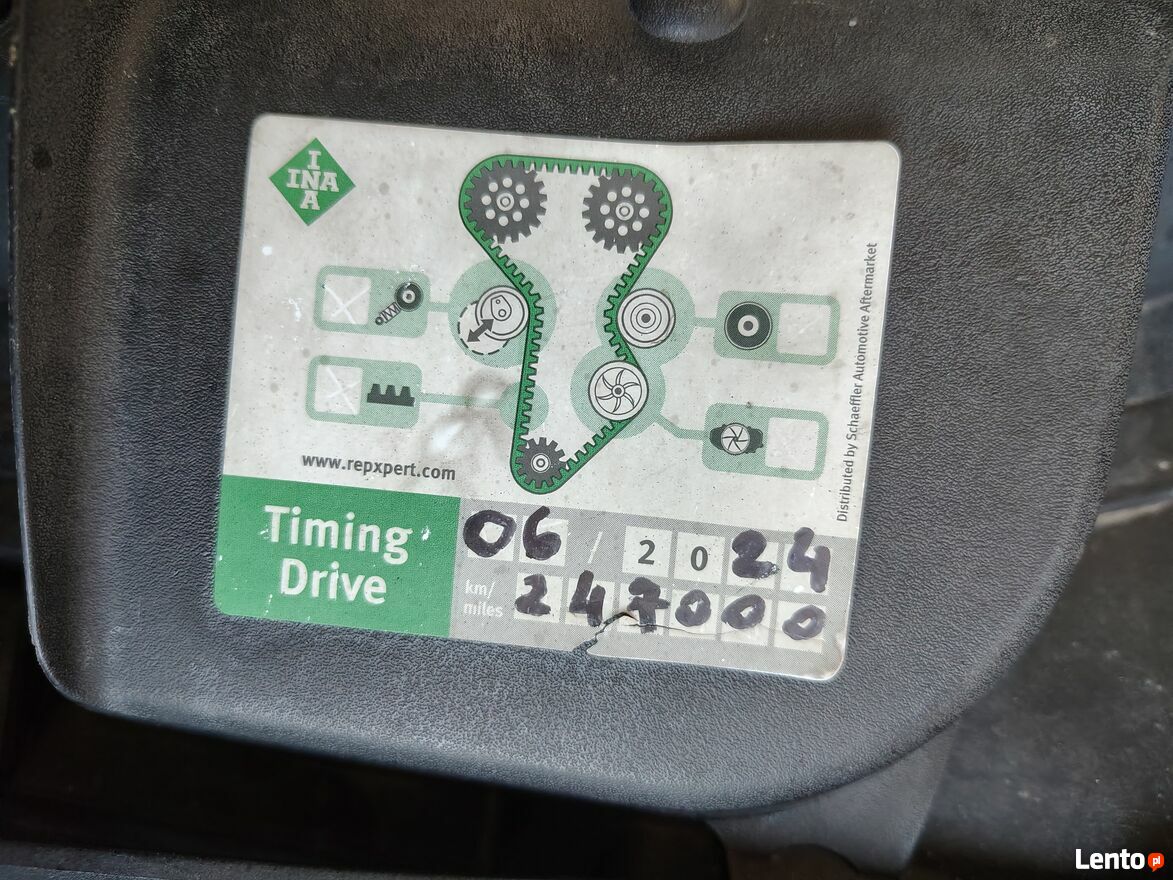 I
INA
A
www.repxpert.com
Distributed by Schaeffler Automotive Aftermarket
Timing
Drive
06 / 2024
km/
miles
247000
Lento.pl